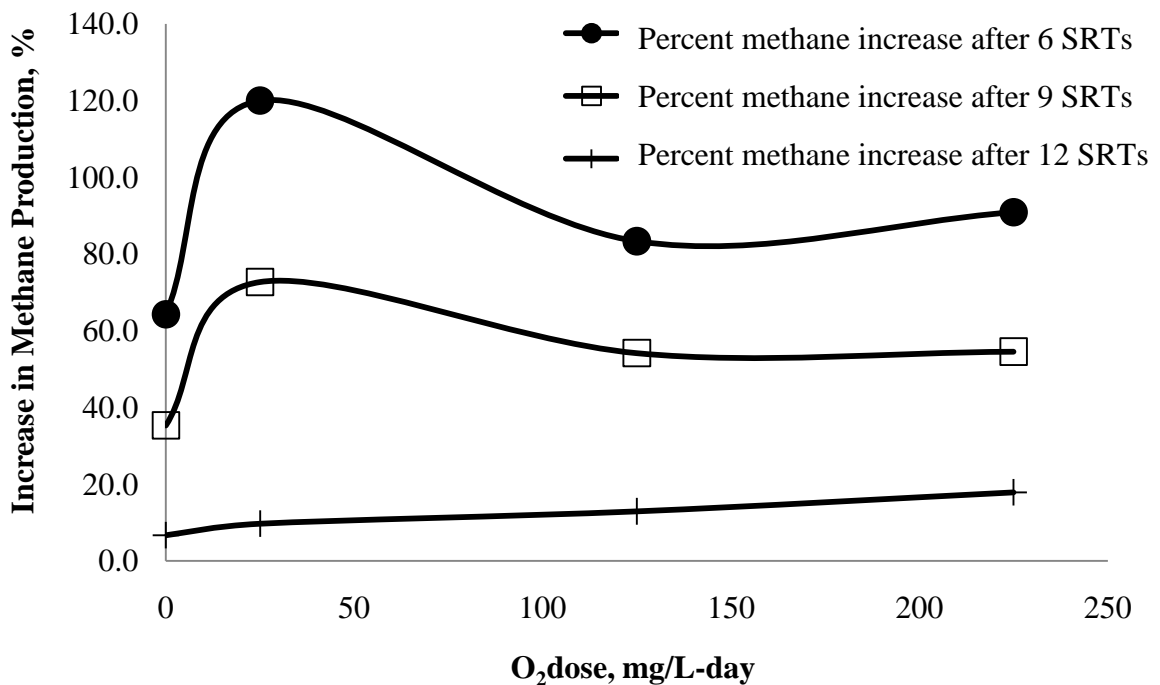 140.0
120.0
100.0
80.0
60.0
40.0
20.0
0.0
Increase in Methane Production, %
Percent methane increase after 6 SRTs
Percent methane increase after 9 SRTs
Percent methane increase after 12 SRTs
0 50 100 150 200 250
O₂dose, mg/L-day